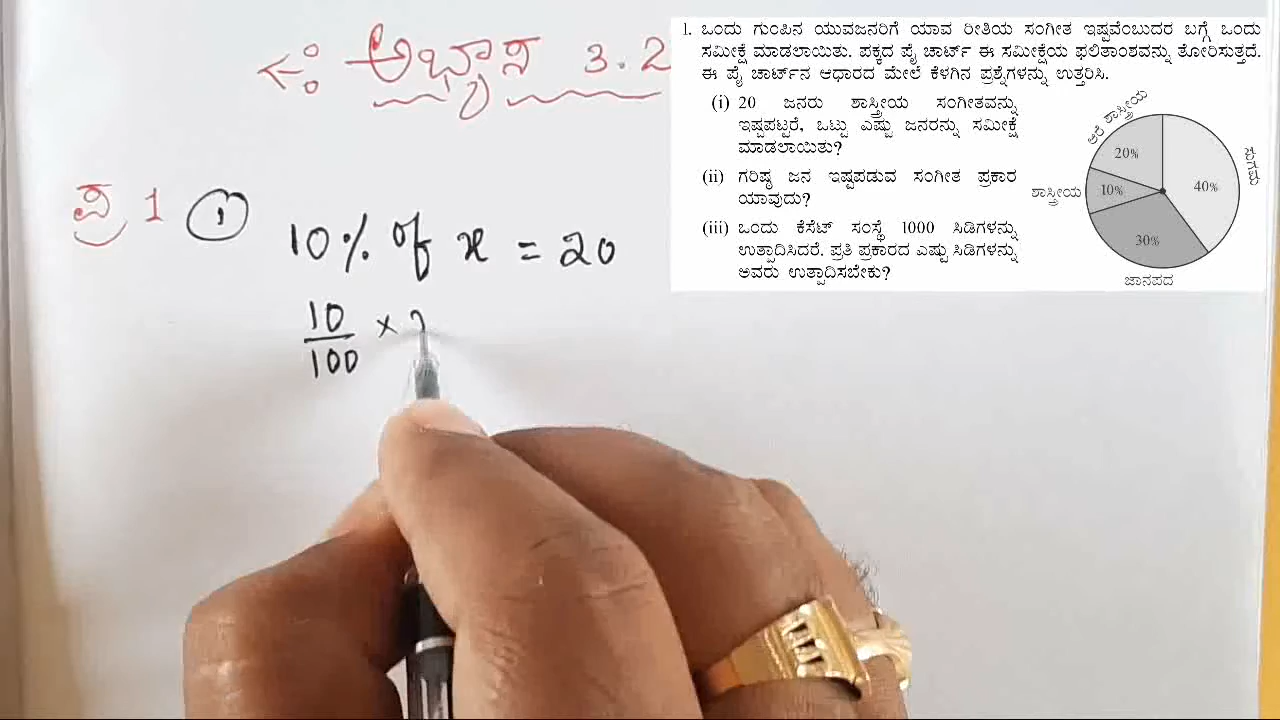 <: ಅಭ್ಯಾಸ 3.2
ಪ್ರ 1 (i) 10% of x = 20
10/100 ×
1. ಒಂದು ಗುಂಪಿನ ಯುವಜನರಿಗೆ ಯಾವ ರೀತಿಯ ಸಂಗೀತ ಇಷ್ಟವೆಂಬುದರ ಬಗ್ಗೆ ಒಂದು
ಸಮೀಕ್ಷೆ ಮಾಡಲಾಯಿತು. ಪಕ್ಕದ ಪೈ ಚಾರ್ಟ್ ಈ ಸಮೀಕ್ಷೆಯ ಫಲಿತಾಂಶವನ್ನು ತೋರಿಸುತ್ತದೆ.
ಈ ಪೈ ಚಾರ್ಟ್‌ನ ಆಧಾರದ ಮೇಲೆ ಕೆಳಗಿನ ಪ್ರಶ್ನೆಗಳನ್ನು ಉತ್ತರಿಸಿ.
(i) 20 ಜನರು ಶಾಸ್ತ್ರೀಯ ಸಂಗೀತವನ್ನು
ಇಷ್ಟಪಟ್ಟರೆ, ಒಟ್ಟು ಎಷ್ಟು ಜನರನ್ನು ಸಮೀಕ್ಷೆ
ಮಾಡಲಾಯಿತು?
(ii) ಗರಿಷ್ಠ ಜನ ಇಷ್ಟಪಡುವ ಸಂಗೀತ ಪ್ರಕಾರ
ಯಾವುದು?
(iii) ಒಂದು ಕೆಸೆಟ್ ಸಂಸ್ಥೆ 1000 ಸಿಡಿಗಳನ್ನು
ಉತ್ಪಾದಿಸಿದರೆ. ಪ್ರತಿ ಪ್ರಕಾರದ ಎಷ್ಟು ಸಿಡಿಗಳನ್ನು
ಅವರು ಉತ್ಪಾದಿಸಬೇಕು?
ಅರೆ ಶಾಸ್ತ್ರೀಯ
20%
ಸುಗಮ
40%
ಶಾಸ್ತ್ರೀಯ
10%
30%
ಜಾನಪದ